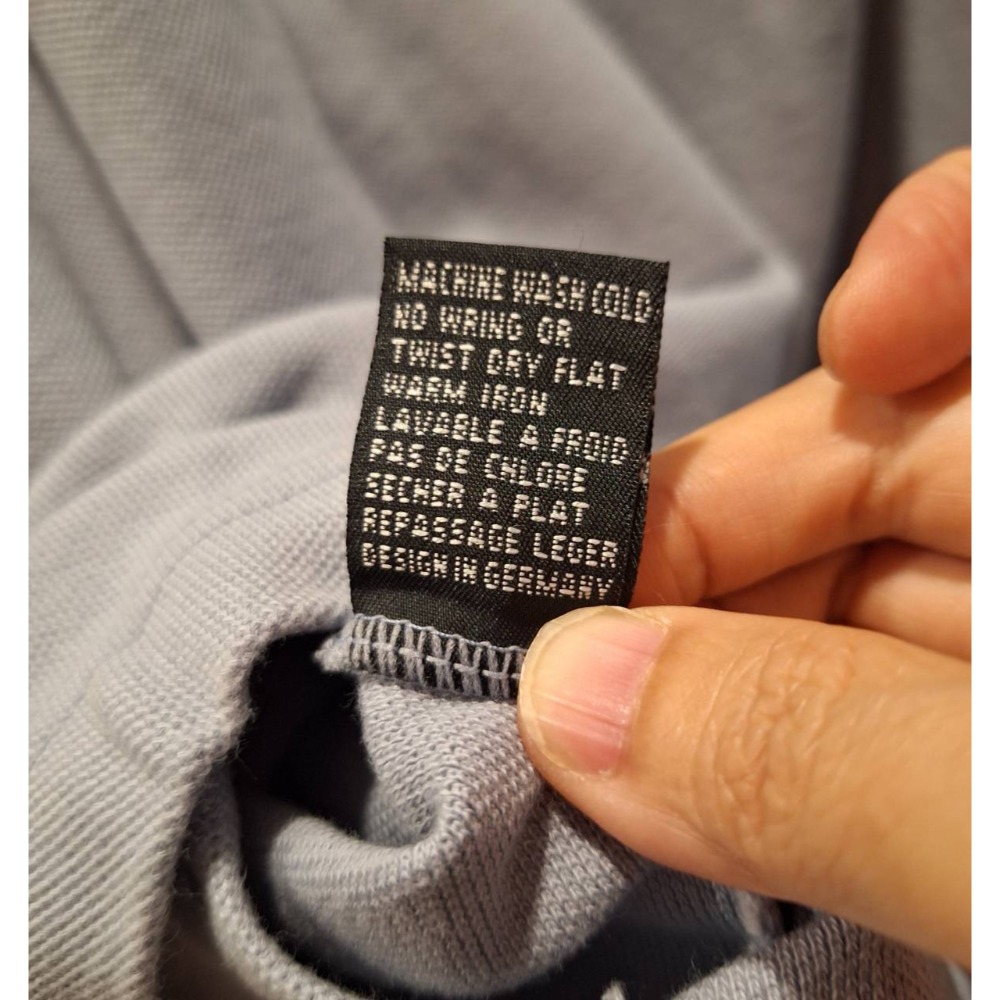 MACHINE WASH COLD
NO WRING OR
TWIST DRY FLAT
WARM IRON
LAVABLE A FROID
PAS DE CHLORE
SECHER A PLAT
REPASSAGE LEGER
DESIGN IN GERMANY